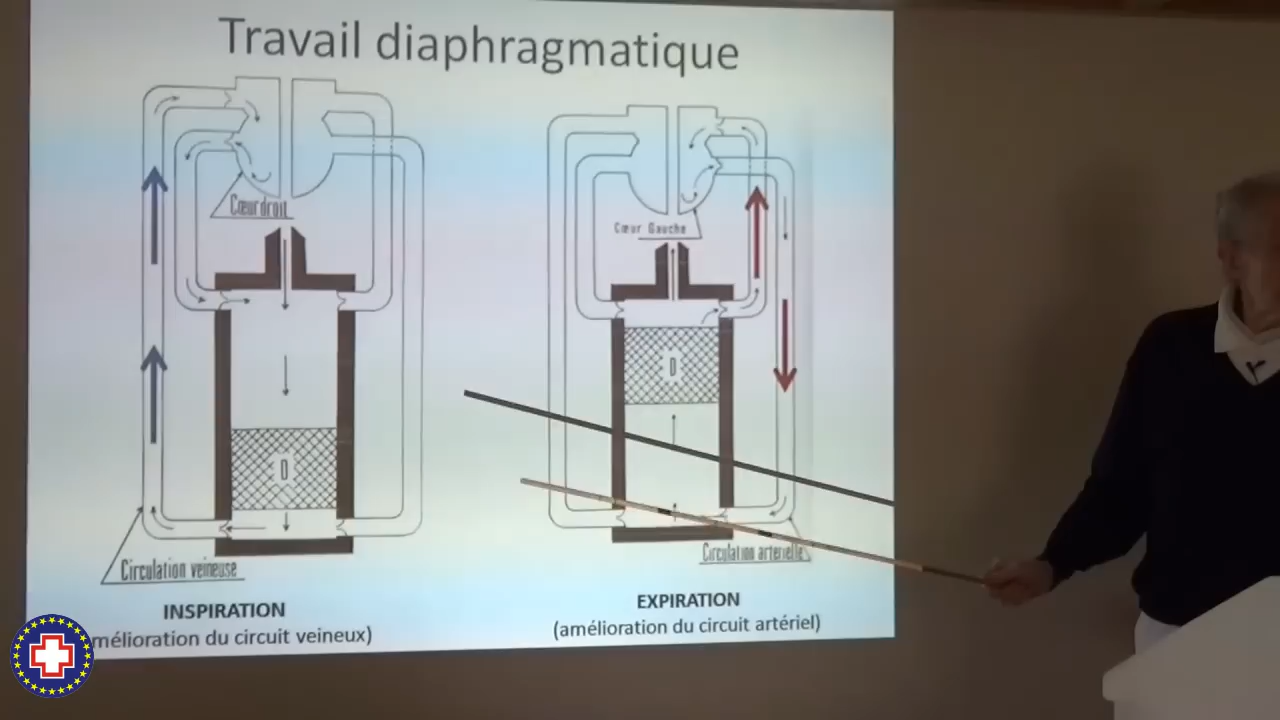 Travail diaphragmatique
Cœur droit
D
Circulation veineuse
INSPIRATION
mélioration du circuit veineux)
Cœur Gauche
D
Circulation artérielle
EXPIRATION
(amélioration du circuit artériel)